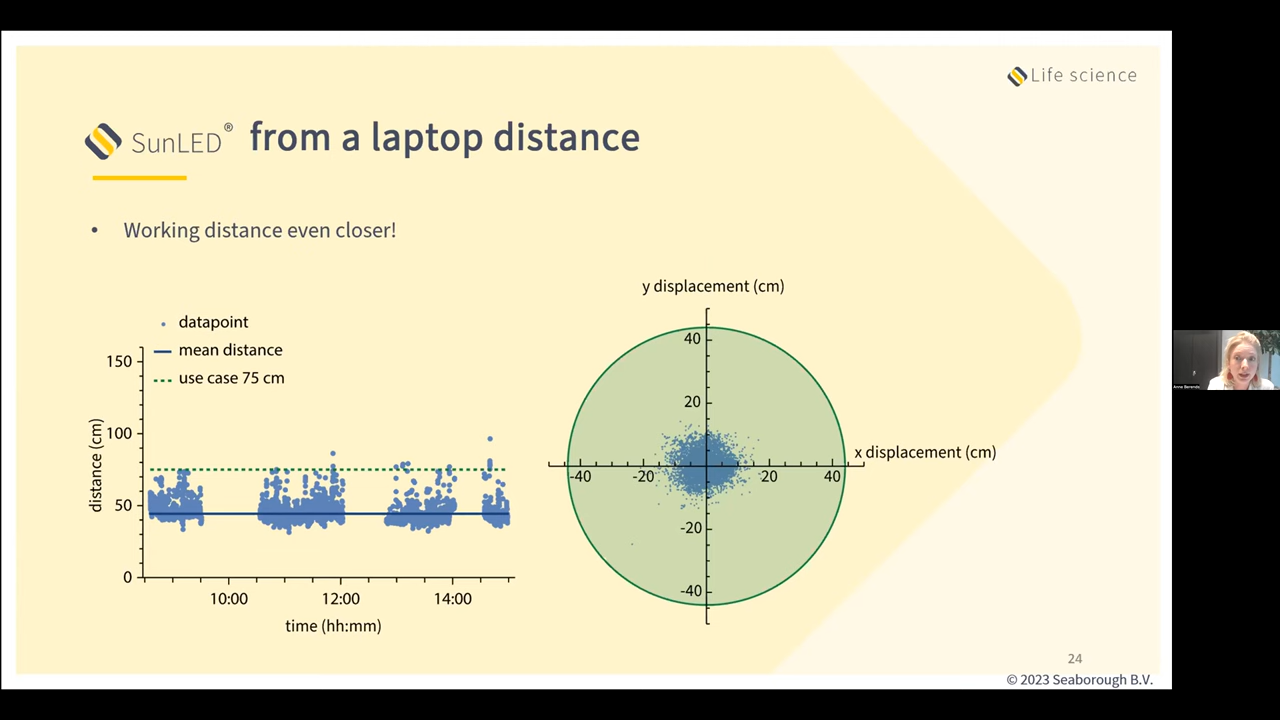 Life science
SunLED® from a laptop distance
• Working distance even closer!
datapoint
mean distance
use case 75 cm
150
100
50
0
distance (cm)
10:00 12:00 14:00
time (hh:mm)
y displacement (cm)
40
20
-40 -20 20 40
x displacement (cm)
-20
-40
24
© 2023 Seaborough B.V.
Anna Berends